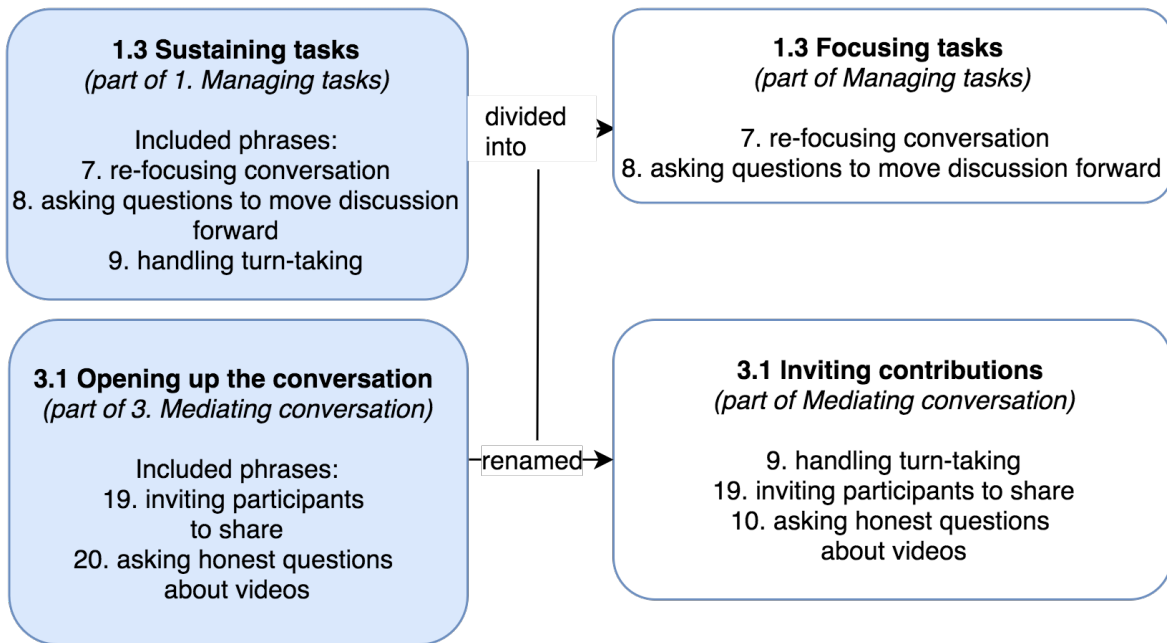 1.3 Sustaining tasks
(part of 1. Managing tasks)
Included phrases:
7. re-focusing conversation
8. asking questions to move discussion
forward
9. handling turn-taking
divided
into
1.3 Focusing tasks
(part of Managing tasks)
7. re-focusing conversation
8. asking questions to move discussion forward
3.1 Opening up the conversation
(part of 3. Mediating conversation)
Included phrases:
19. inviting participants
to share
20. asking honest questions
about videos
renamed
3.1 Inviting contributions
(part of Mediating conversation)
9. handling turn-taking
19. inviting participants to share
10. asking honest questions
about videos